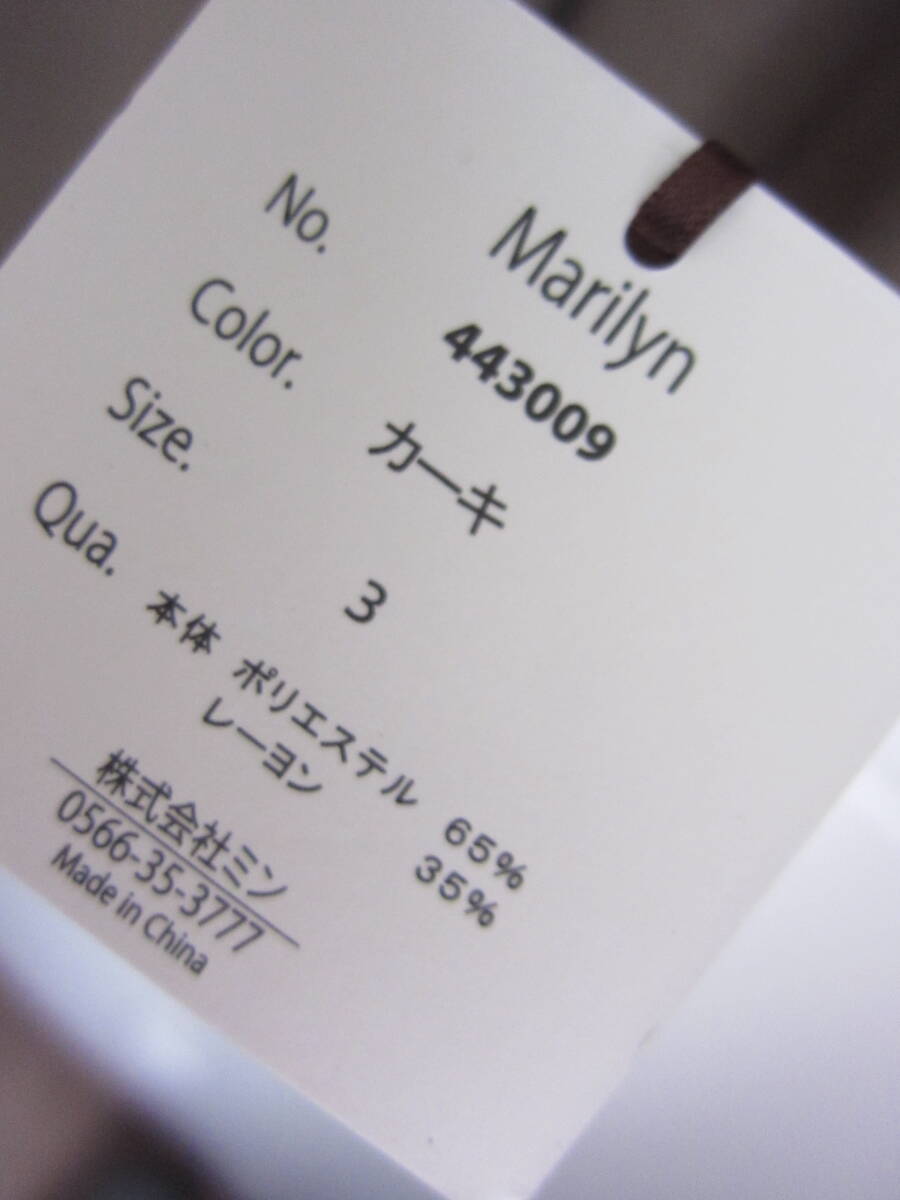 Marilyn
No. 443009
Color. カーキ
Size. 3
Qua.
本体 ポリエステル 65%
レーヨン 35%
株式会社ミン
0566-35-3777
Made in China